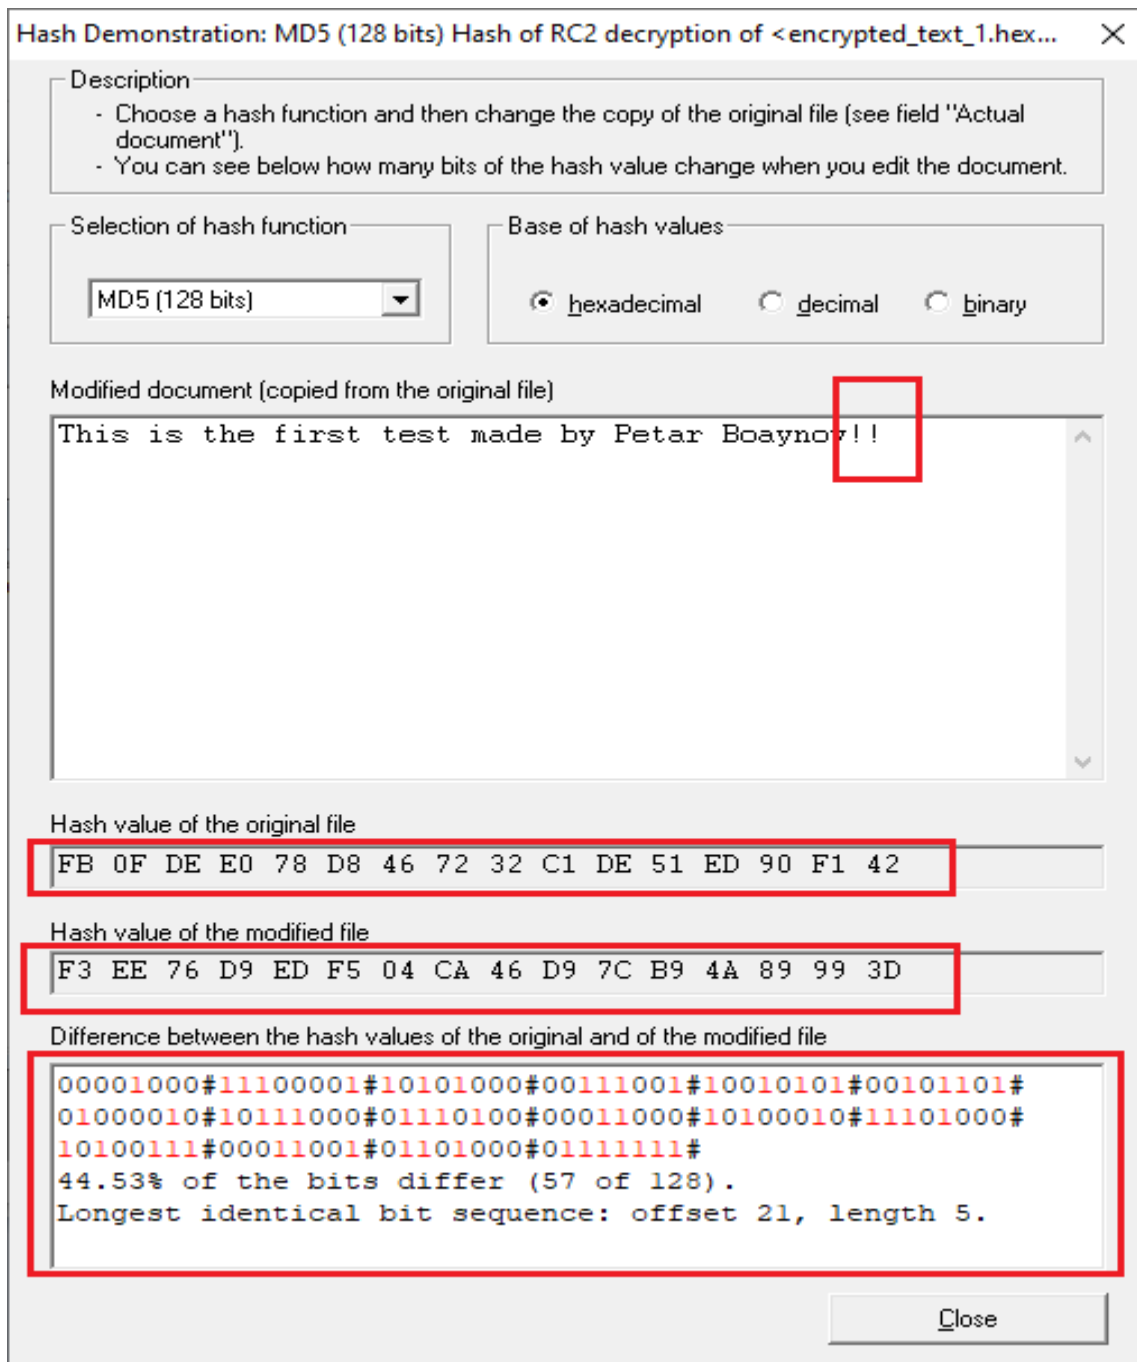 Hash Demonstration: MD5 (128 bits) Hash of RC2 decryption of <encrypted_text_1.hex...
Description
- Choose a hash function and then change the copy of the original file (see field "Actual
document").
- You can see below how many bits of the hash value change when you edit the document.
Selection of hash function
Base of hash values
MD5 (128 bits)
hexadecimal
decimal
binary
Modified document (copied from the original file)
This is the first test made by Petar Boaynov!!
Hash value of the original file
FB 0F DE E0 78 D8 46 72 32 C1 DE 51 ED 90 F1 42
Hash value of the modified file
F3 EE 76 D9 ED F5 04 CA 46 D9 7C B9 4A 89 99 3D
Difference between the hash values of the original and of the modified file
00001000#11100001#10101000#00111001#10010101#00101101#
01000010#10111000#01110100#00011000#10100010#11101000#
10100111#00011001#01101000#01111111#
44.53% of the bits differ (57 of 128).
Longest identical bit sequence: offset 21, length 5.
Close